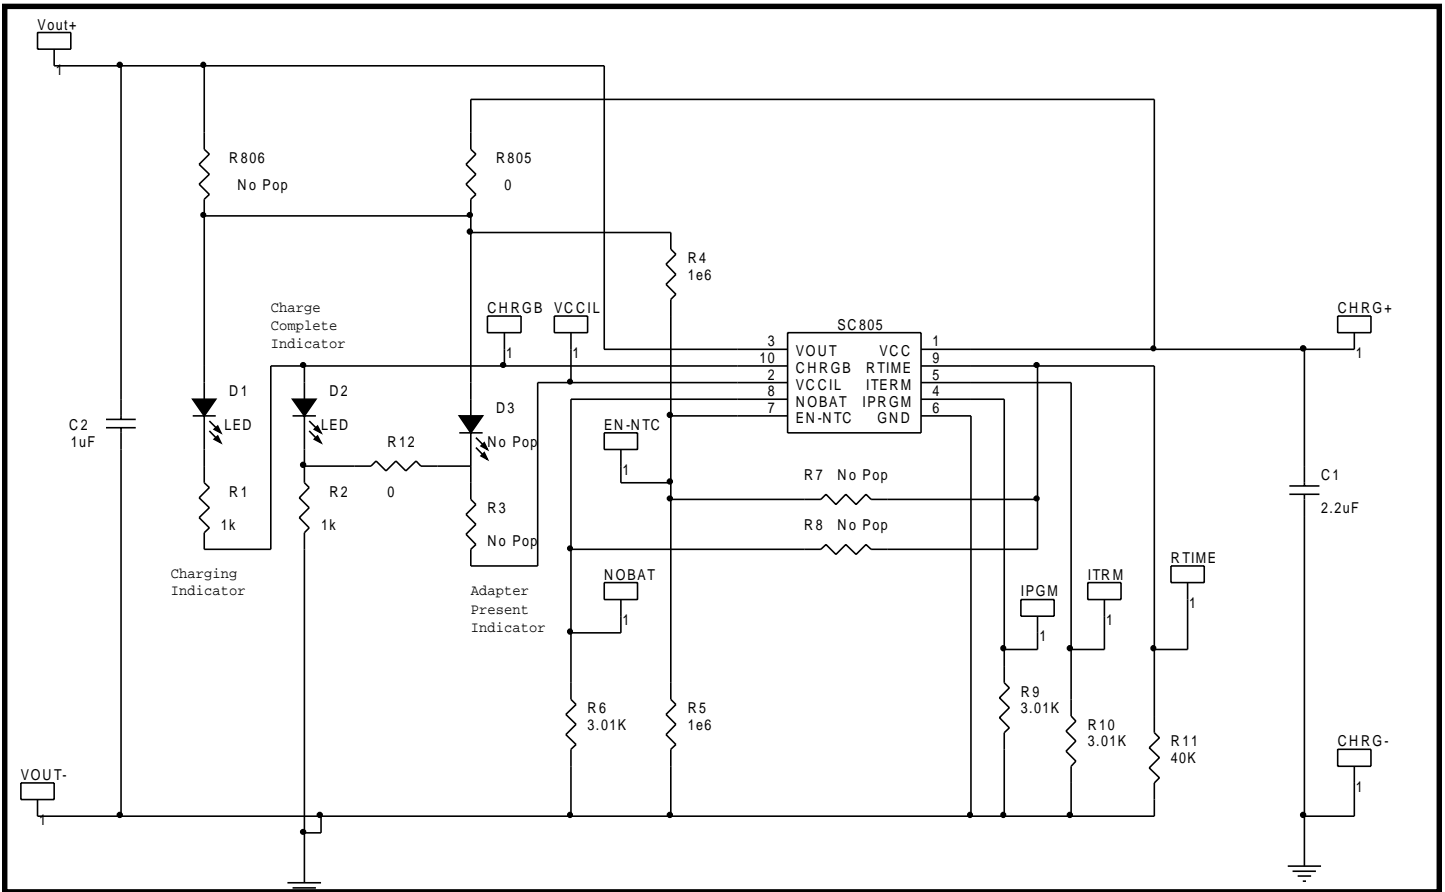 Vout+
1
R806
No Pop
R805
0
R4
1e6
Charge
Complete
Indicator
CHRGB
1
VCCIL
1
SC805
3
10
2
8
7
VOUT
CHRGB
VCCIL
NOBAT
EN-NTC
VCC
RTIME
ITERM
IPRGM
GND
1
9
5
4
6
CHRG+
1
D1
LED
D2
LED
D3
No Pop
C2
1uF
R12
0
EN-NTC
1
R1
1k
R2
1k
R3
No Pop
R7 No Pop
R8 No Pop
C1
2.2uF
Charging
Indicator
Adapter
Present
Indicator
NOBAT
1
IPGM
1
ITRM
1
RTIME
1
R6
3.01K
R5
1e6
R9
3.01K
R10
3.01K
R11
40K
VOUT-
1
CHRG-
1